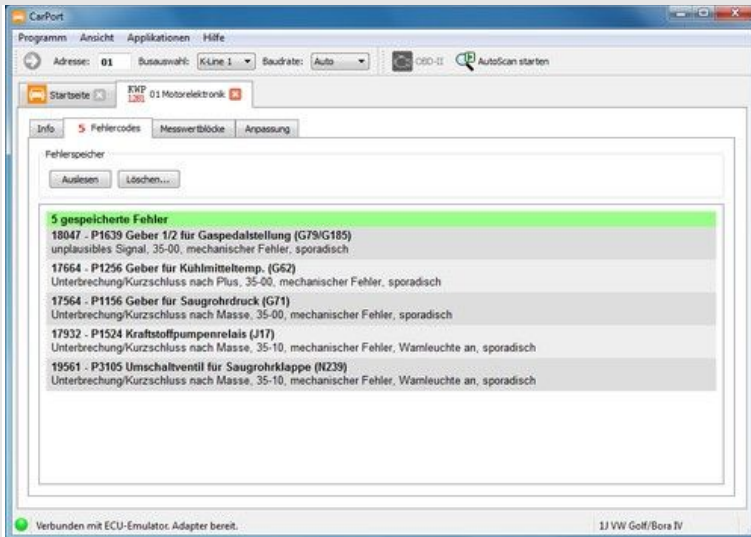 CarPort
Programm Ansicht Applikationen Hilfe
Adresse: 01 Busauswahl: K-Line 1 Baudrate: Auto OBD-II AutoScan starten
Startseite KWP 1281 01 Motorelektronik
Info 5 Fehlercodes Messwertblöcke Anpassung
Fehlerspeicher
Auslesen Löschen...
5 gespeicherte Fehler
18047 - P1639 Geber 1/2 für Gaspedalstellung (G79/G185)
unplausibles Signal, 35-00, mechanischer Fehler, sporadisch
17664 - P1256 Geber für Kühlmitteltemp. (G62)
Unterbrechung/Kurzschluss nach Plus, 35-00, mechanischer Fehler, sporadisch
17564 - P1156 Geber für Saugrohrdruck (G71)
Unterbrechung/Kurzschluss nach Masse, 35-00, mechanischer Fehler, sporadisch
17932 - P1524 Kraftstoffpumpenrelais (J17)
Unterbrechung/Kurzschluss nach Masse, 35-10, mechanischer Fehler, Warnleuchte an, sporadisch
19561 - P3105 Umschaltventil für Saugrohrklappe (N239)
Unterbrechung/Kurzschluss nach Masse, 35-10, mechanischer Fehler, Warnleuchte an, sporadisch
Verbunden mit ECU-Emulator. Adapter bereit. 1J VW Golf/Bora IV